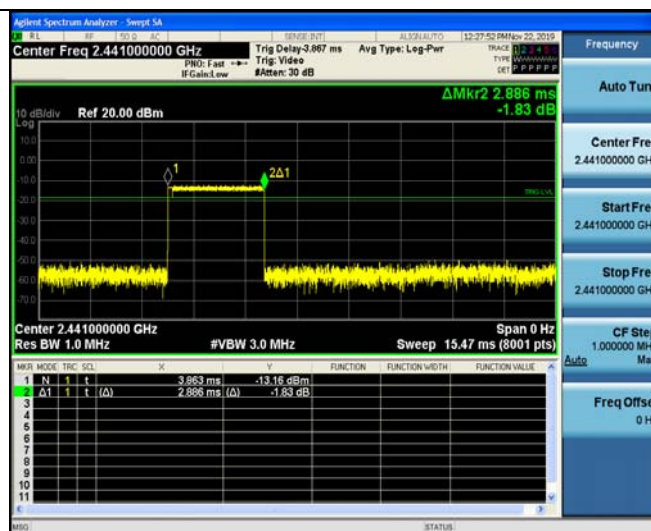 Agilent Spectrum Analyzer - Swept SA
RL RF 50 Ω AC SENSE:INT ALIGN AUTO 12:27:52 PM Nov 22, 2019
Center Freq 2.441000000 GHz
PNO: Fast
IFGain:Low
Trig Delay-3.867 ms
Trig: Video
#Atten: 30 dB
Avg Type: Log-Pwr
TRACE 1 2 3 4 5 6
TYPE
DET P P P P P P
ΔMkr2 2.886 ms
-1.83 dB
10 dB/div Ref 20.00 dBm
Log
10.0
0.00
-10.0
-20.0
-30.0
-40.0
-50.0
-60.0
-70.0
1
2Δ1
TRIG LVL
Center 2.441000000 GHz Span 0 Hz
Res BW 1.0 MHz #VBW 3.0 MHz Sweep 15.47 ms (8001 pts)
MKR MODE TRC SCL X Y FUNCTION FUNCTION WIDTH FUNCTION VALUE
1 N 1 t 3.863 ms -13.16 dBm
2 Δ1 1 t (Δ) 2.886 ms (Δ) -1.83 dB
3
4
5
6
7
8
9
10
11
MSG STATUS
Frequency
Auto Tun
Center Fre
2.441000000 GH
Start Fre
2.441000000 GH
Stop Fre
2.441000000 GH
CF Ste
1.000000 MH
Auto Ma
Freq Offse
0 H